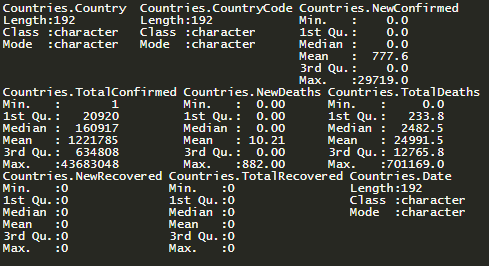 Countries.Country  Countries.CountryCode Countries.NewConfirmed
Length:192         Length:192            Min.   :    0.0
Class :character   Class :character      1st Qu.:    0.0
Mode  :character   Mode  :character      Median :    0.0
                                         Mean   :  777.6
                                         3rd Qu.:    0.0
                                         Max.   :29719.0
Countries.TotalConfirmed Countries.NewDeaths Countries.TotalDeaths
Min.   :       1         Min.   :  0.00      Min.   :     0.0
1st Qu.:   20920         1st Qu.:  0.00      1st Qu.:   233.8
Median :  160917         Median :  0.00      Median :  2482.5
Mean   : 1221785         Mean   : 10.21      Mean   : 24991.5
3rd Qu.:  634808         3rd Qu.:  0.00      3rd Qu.: 12765.8
Max.   :43683048         Max.   :882.00      Max.   :701169.0
Countries.NewRecovered Countries.TotalRecovered Countries.Date
Min.   :0              Min.   :0                Length:192
1st Qu.:0              1st Qu.:0                Class :character
Median :0              Median :0                Mode  :character
Mean   :0              Mean   :0
3rd Qu.:0              3rd Qu.:0
Max.   :0              Max.   :0